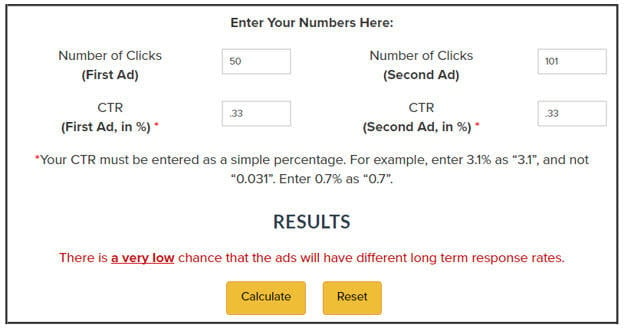 Enter Your Numbers Here:
Number of Clicks
(First Ad)
50
Number of Clicks
(Second Ad)
101
CTR
(First Ad, in %) *
.33
CTR
(Second Ad, in %) *
.33
*Your CTR must be entered as a simple percentage. For example, enter 3.1% as “3.1”, and not
“0.031”. Enter 0.7% as “0.7”.
RESULTS
There is a very low chance that the ads will have different long term response rates.
Calculate
Reset